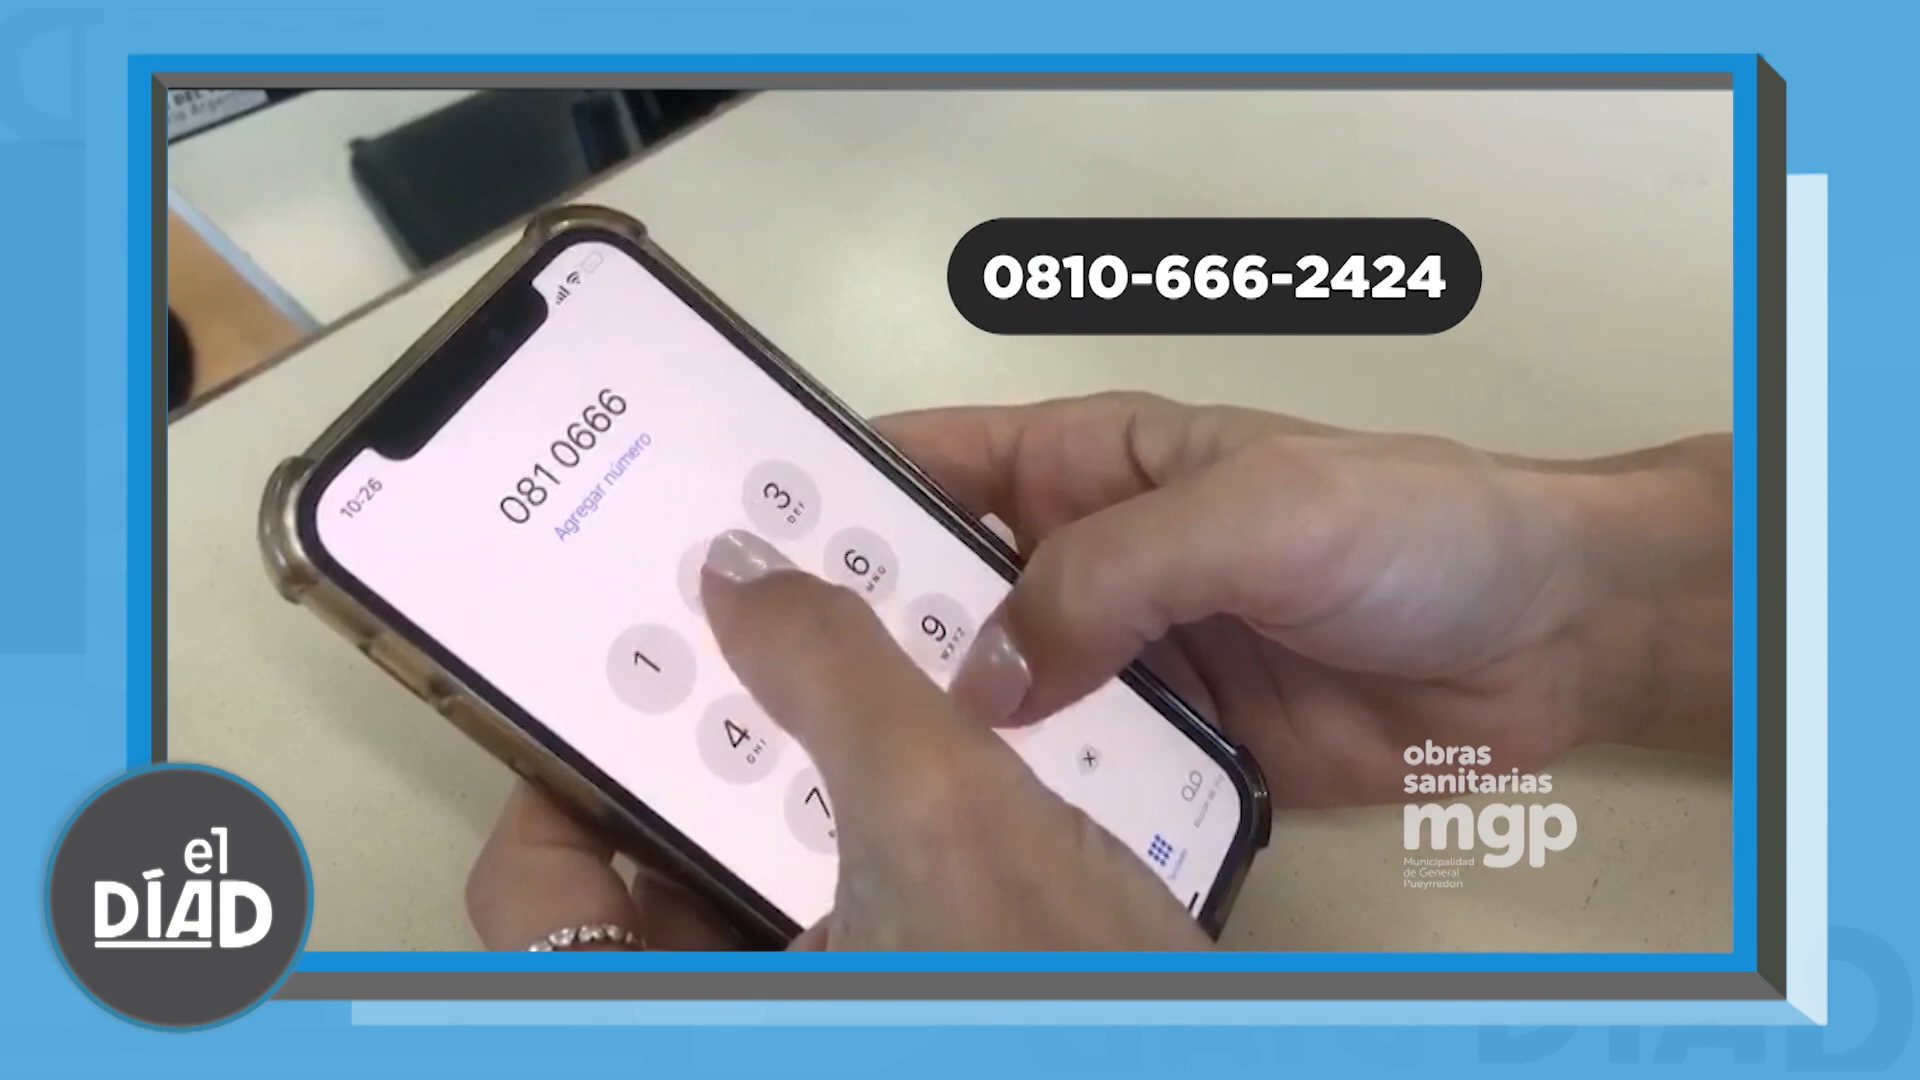 0810-666-2424
0810666
Agregar número
10:26
3
DEF
6
MNO
9
WXYZ
1
4
GHI
7
obras
sanitarias
mgp
Municipalidad
de General
Pueyrredon
el
DÍAD